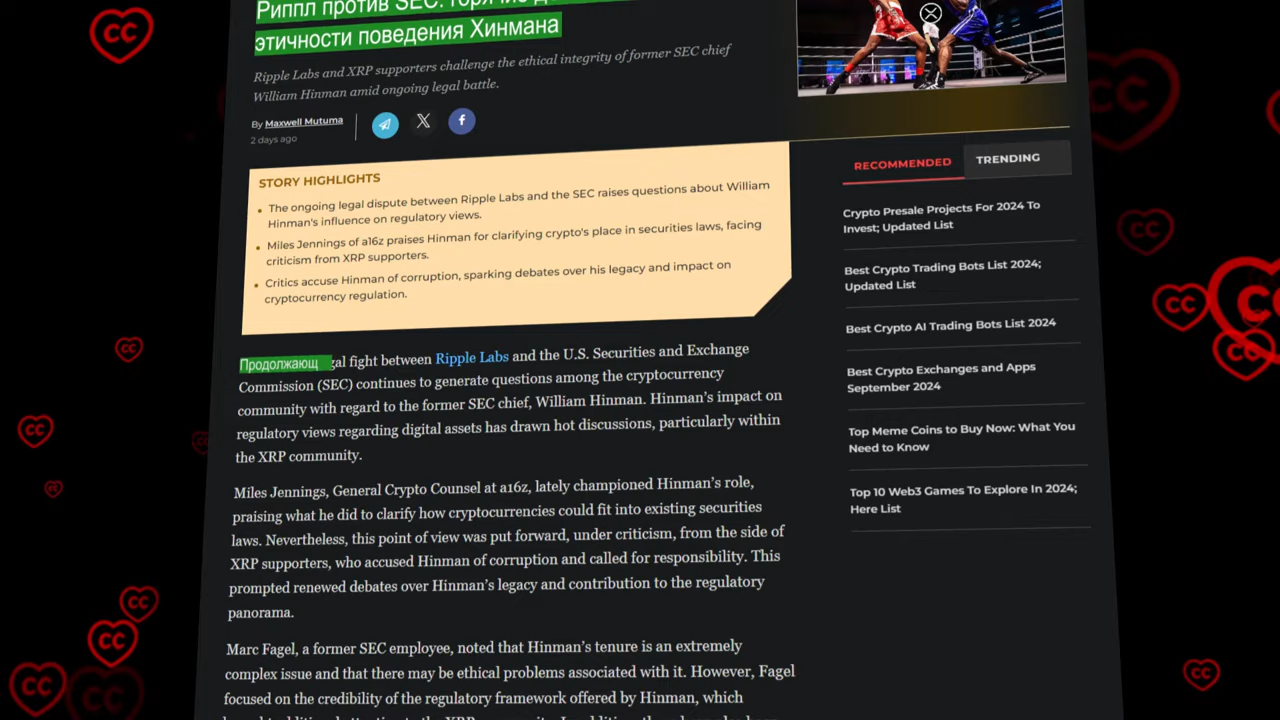 Риппл против SEC:
этичности поведения Хинмана
Ripple Labs and XRP supporters challenge the ethical integrity of former SEC chief
William Hinman amid ongoing legal battle.
By Maxwell Mutuma
2 days ago
STORY HIGHLIGHTS
The ongoing legal dispute between Ripple Labs and the SEC raises questions about William
Hinman's influence on regulatory views.
Miles Jennings of a16z praises Hinman for clarifying crypto's place in securities laws, facing
criticism from XRP supporters.
Critics accuse Hinman of corruption, sparking debates over his legacy and impact on
cryptocurrency regulation.
Продолжающ gal fight between Ripple Labs and the U.S. Securities and Exchange
Commission (SEC) continues to generate questions among the cryptocurrency
community with regard to the former SEC chief, William Hinman. Hinman's impact on
regulatory views regarding digital assets has drawn hot discussions, particularly within
the XRP community.
Miles Jennings, General Crypto Counsel at a16z, lately championed Hinman's role,
praising what he did to clarify how cryptocurrencies could fit into existing securities
laws. Nevertheless, this point of view was put forward, under criticism, from the side of
XRP supporters, who accused Hinman of corruption and called for responsibility. This
prompted renewed debates over Hinman's legacy and contribution to the regulatory
panorama.
Marc Fagel, a former SEC employee, noted that Hinman's tenure is an extremely
complex issue and that there may be ethical problems associated with it. However, Fagel
focused on the credibility of the regulatory framework offered by Hinman, which
RECOMMENDED
TRENDING
Crypto Presale Projects For 2024 To
Invest; Updated List
Best Crypto Trading Bots List 2024;
Updated List
Best Crypto AI Trading Bots List 2024
Best Crypto Exchanges and Apps
September 2024
Top Meme Coins to Buy Now: What You
Need to Know
Top 10 Web3 Games To Explore In 2024;
Here List
CC
CC
CC
CC
CC
CC
CC
CC
CC
CC
CC
CC
CC